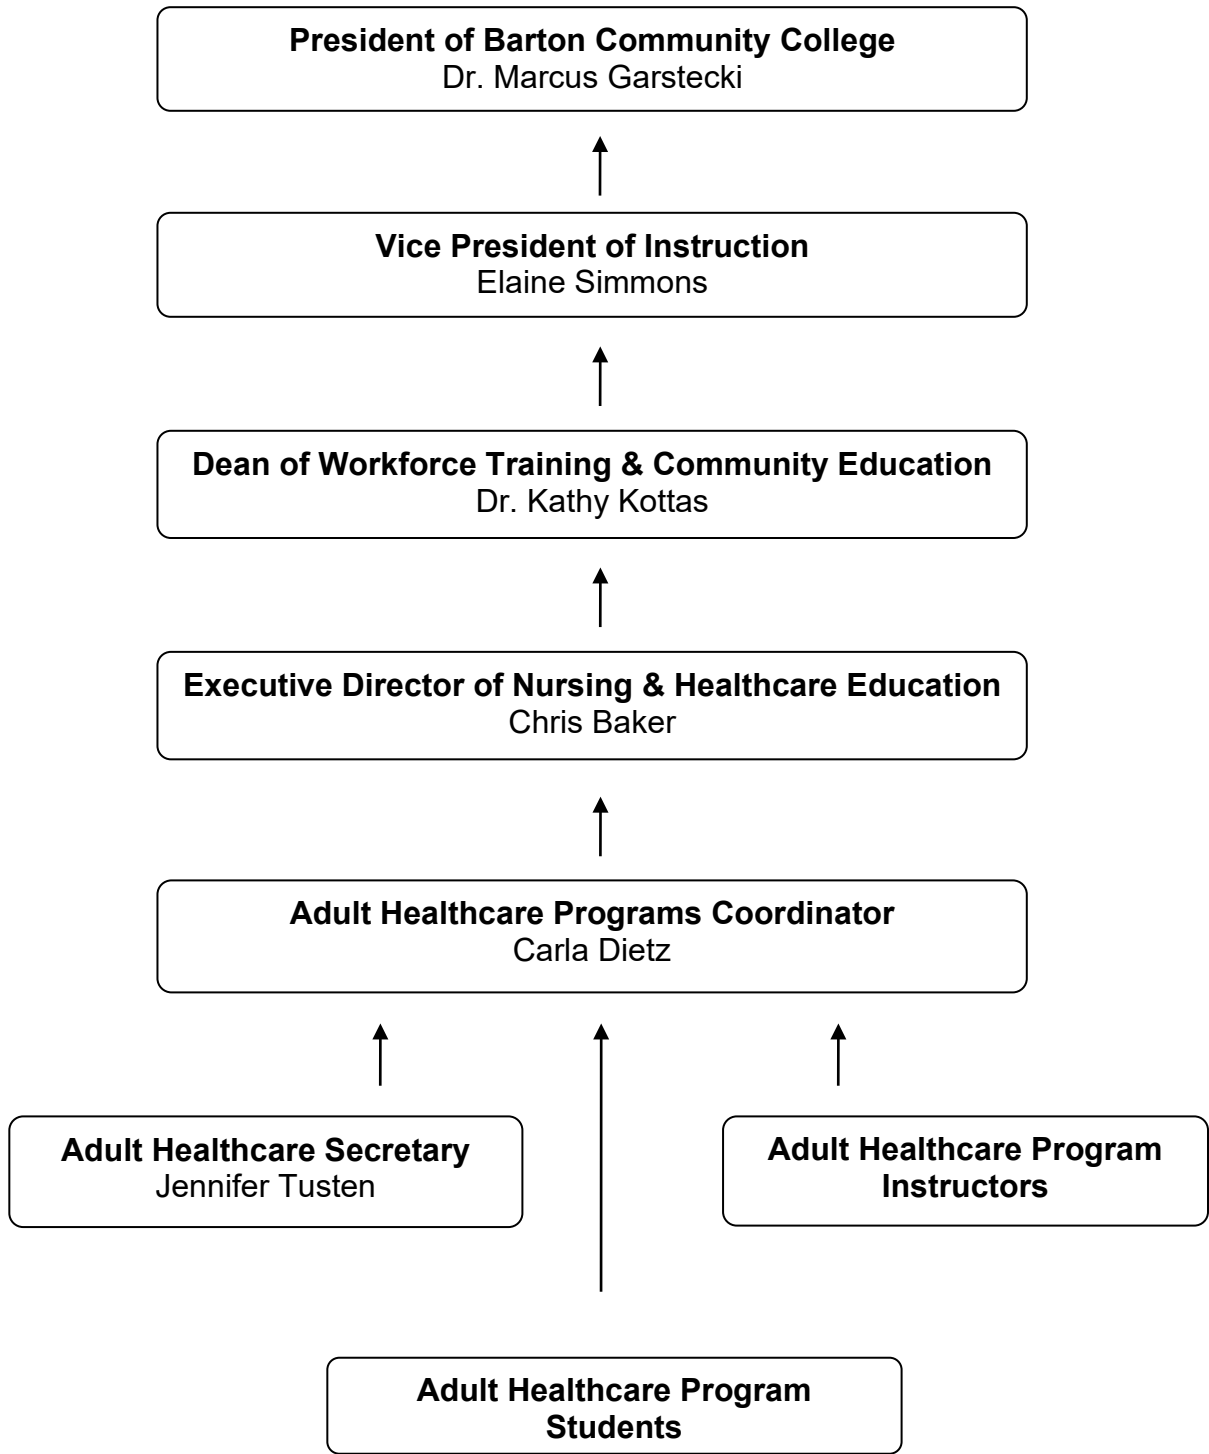 President of Barton Community College
Dr. Marcus Garstecki
Vice President of Instruction
Elaine Simmons
Dean of Workforce Training & Community Education
Dr. Kathy Kottas
Executive Director of Nursing & Healthcare Education
Chris Baker
Adult Healthcare Programs Coordinator
Carla Dietz
Adult Healthcare Secretary
Jennifer Tusten
Adult Healthcare Program
Instructors
Adult Healthcare Program
Students